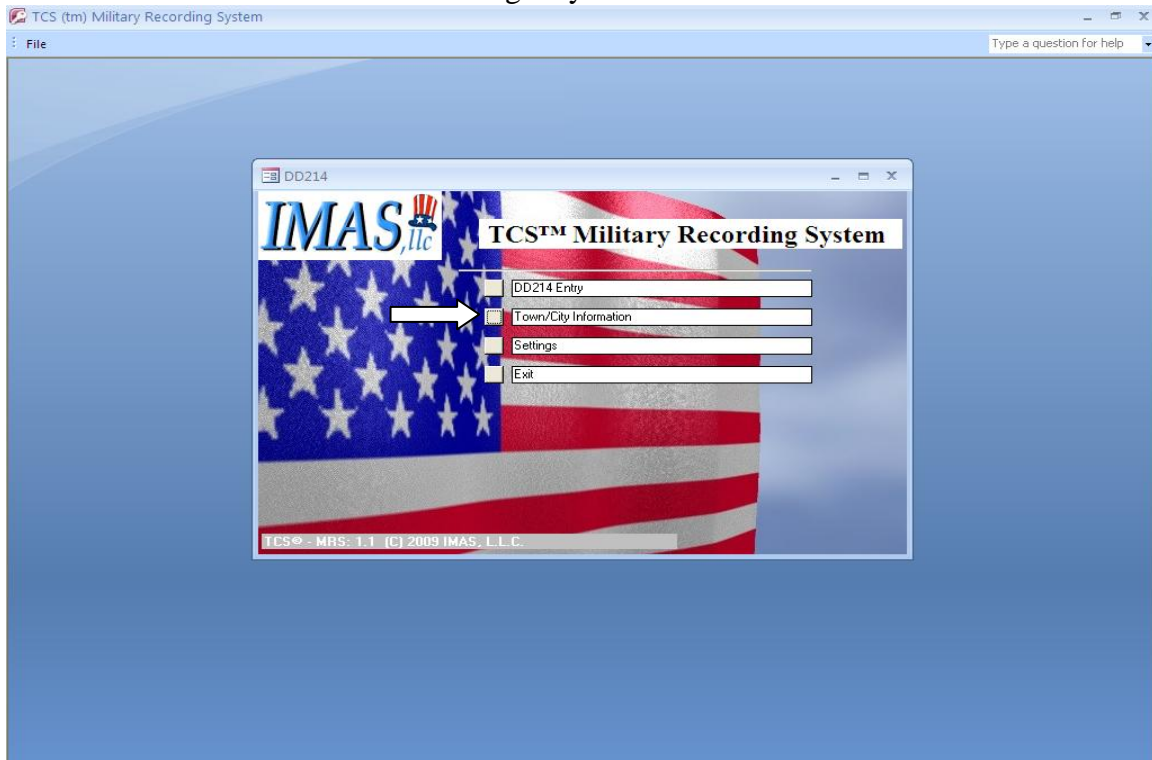 TCS (tm) Military Recording System
File
Type a question for help
DD214
IMAS,llc
TCS™ Military Recording System
DD214 Entry
Town/City Information
Settings
Exit
TCS® - MRS: 1.1 (C) 2009 IMAS, L.L.C.